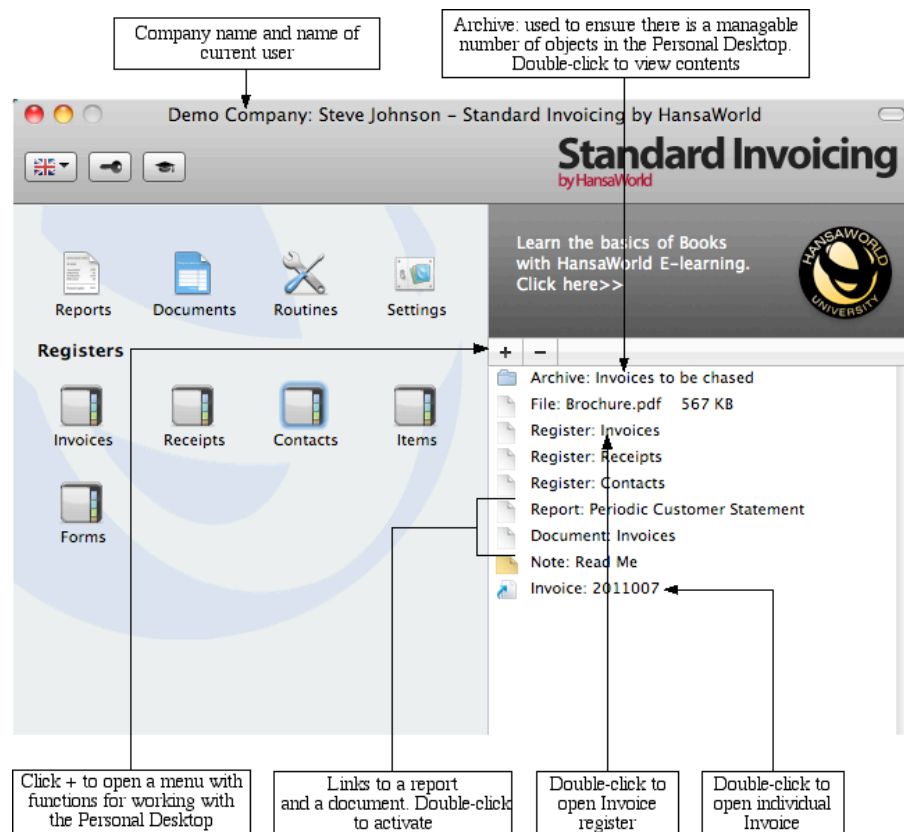 Company name and name of
current user
Archive: used to ensure there is a managable
number of objects in the Personal Desktop.
Double-click to view contents
Demo Company: Steve Johnson – Standard Invoicing by HansaWorld
Standard Invoicing
by HansaWorld
Learn the basics of Books
with HansaWorld E-learning.
Click here>>
HANSAWORLD
UNIVERSITY
Reports
Documents
Routines
Settings
Registers
Invoices
Receipts
Contacts
Items
Forms
+ −
Archive: Invoices to be chased
File: Brochure.pdf 567 KB
Register: Invoices
Register: Receipts
Register: Contacts
Report: Periodic Customer Statement
Document: Invoices
Note: Read Me
Invoice: 2011007
Click + to open a menu with
functions for working with
the Personal Desktop
Links to a report
and a document. Double-click
to activate
Double-click to
open Invoice
register
Double-click to
open individual
Invoice